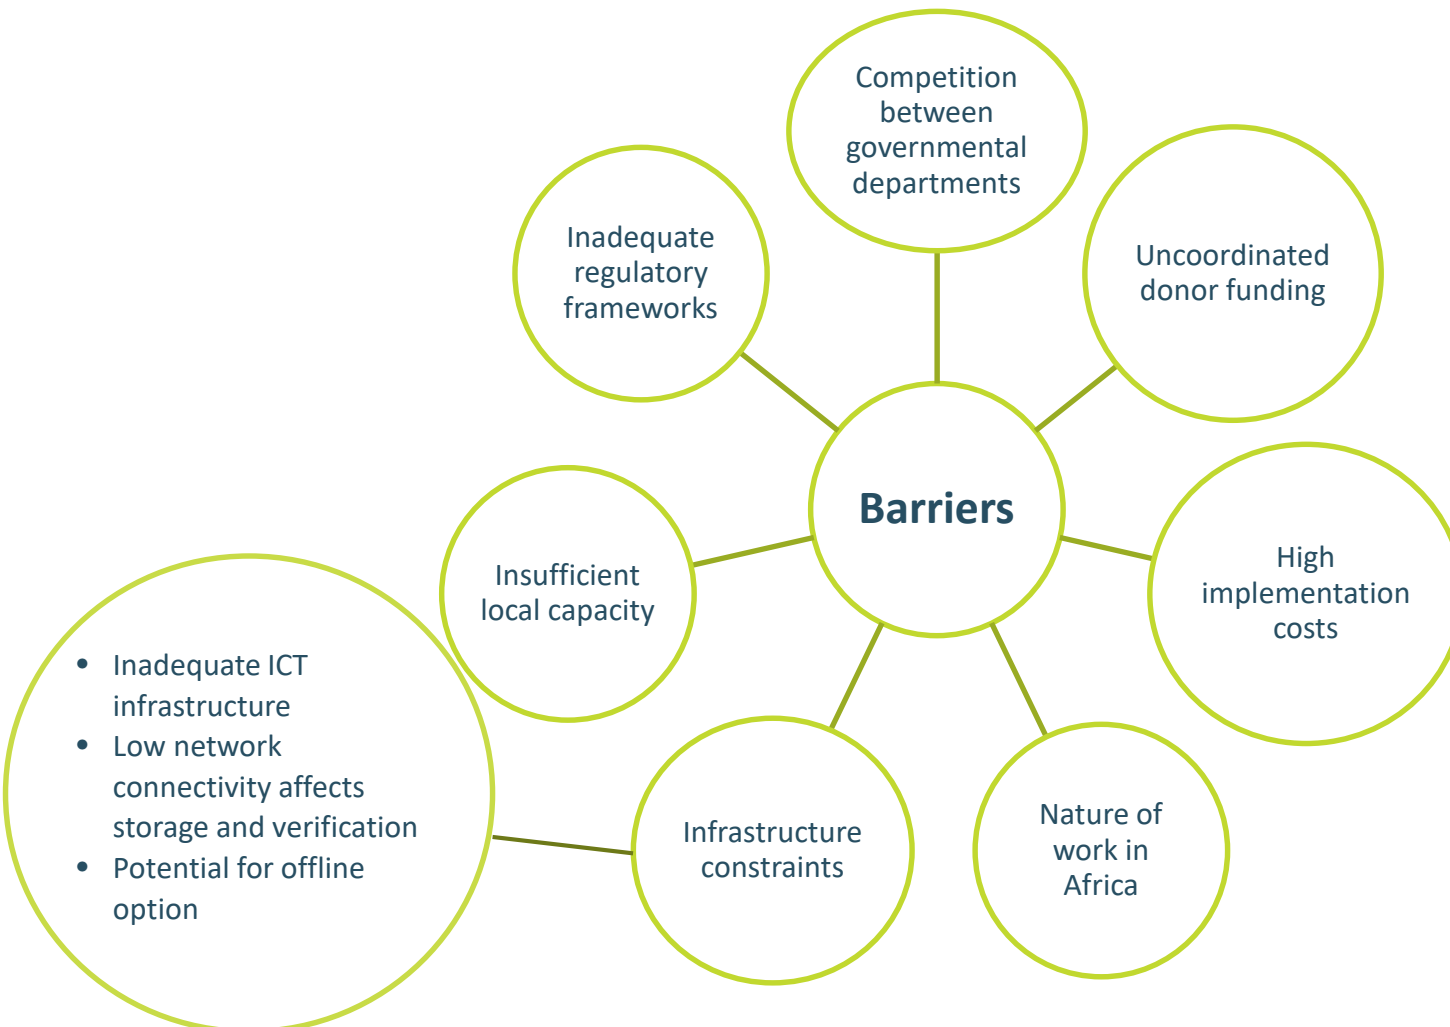 Competition
between
governmental
departments
Uncoordinated
donor funding
High
implementation
costs
Nature of
work in
Africa
Infrastructure
constraints
Insufficient
local capacity
Inadequate
regulatory
frameworks
Barriers
• Inadequate ICT
infrastructure
• Low network
connectivity affects
storage and verification
• Potential for offline
option